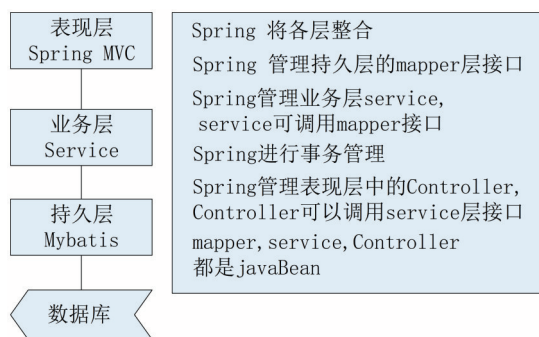 表现层
Spring MVC
业务层
Service
持久层
Mybatis
数据库
Spring 将各层整合
Spring 管理持久层的mapper层接口
Spring管理业务层service,
service可调用mapper接口
Spring进行事务管理
Spring管理表现层中的Controller,
Controller可以调用service层接口
mapper,service,Controller
都是javaBean